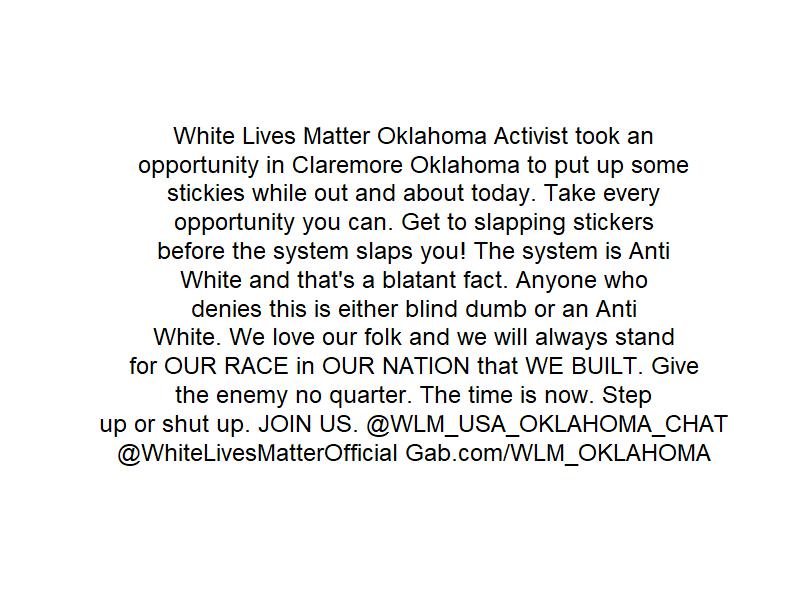 White Lives Matter Oklahoma Activist took an
opportunity in Claremore Oklahoma to put up some
stickies while out and about today. Take every
opportunity you can. Get to slapping stickers
before the system slaps you! The system is Anti
White and that's a blatant fact. Anyone who
denies this is either blind dumb or an Anti
White. We love our folk and we will always stand
for OUR RACE in OUR NATION that WE BUILT. Give
the enemy no quarter. The time is now. Step
up or shut up. JOIN US. @WLM_USA_OKLAHOMA_CHAT
@WhiteLivesMatterOfficial Gab.com/WLM_OKLAHOMA